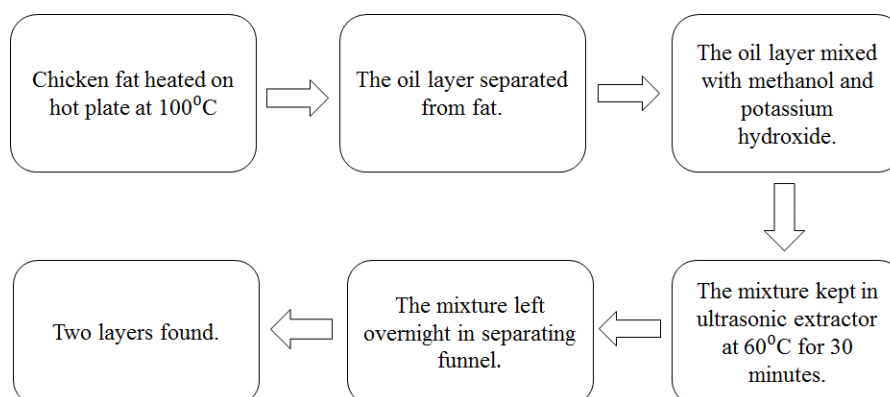 Chicken fat heated on
hot plate at 100⁰C
The oil layer separated
from fat.
The oil layer mixed
with methanol and
potassium
hydroxide.
The mixture kept in
ultrasonic extractor
at 60⁰C for 30
minutes.
The mixture left
overnight in separating
funnel.
Two layers found.